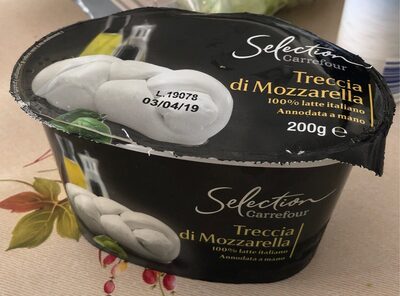 Selection
Carrefour
Treccia
di Mozzarella
100% latte italiano
Annodata a mano
200g ℮
L.19078
03/04/19
Selection
Carrefour
Treccia
di Mozzarella
100% latte italiano
Annodata a mano
200g ℮